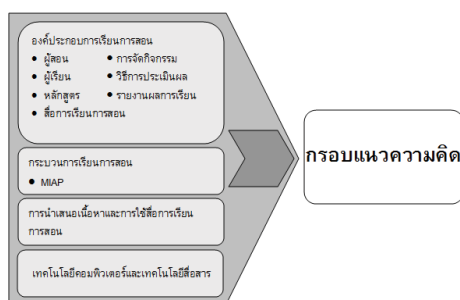 องค์ประกอบการเรียนการสอน
• ผู้สอน • การจัดกิจกรรม
• ผู้เรียน • วิธีการประเมินผล
• หลักสูตร • รายงานผลการเรียน
• สื่อการเรียนการสอน
กระบวนการเรียนการสอน
• MIAP
การนำเสนอเนื้อหาและการใช้สื่อการเรียน
การสอน
เทคโนโลยีคอมพิวเตอร์และเทคโนโลยีสื่อสาร
กรอบแนวความคิด